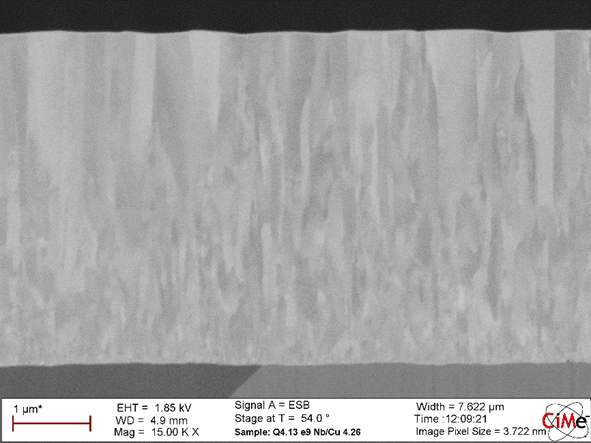 1 µm*
EHT = 1.85 kV
WD = 4.9 mm
Mag = 15.00 K X
Signal A = ESB
Stage at T = 54.0 °
Sample: Q4.13 e9 Nb/Cu 4.26
Width = 7.622 µm
Time : 12:09:21
Image Pixel Size = 3.722 nm
CiMe